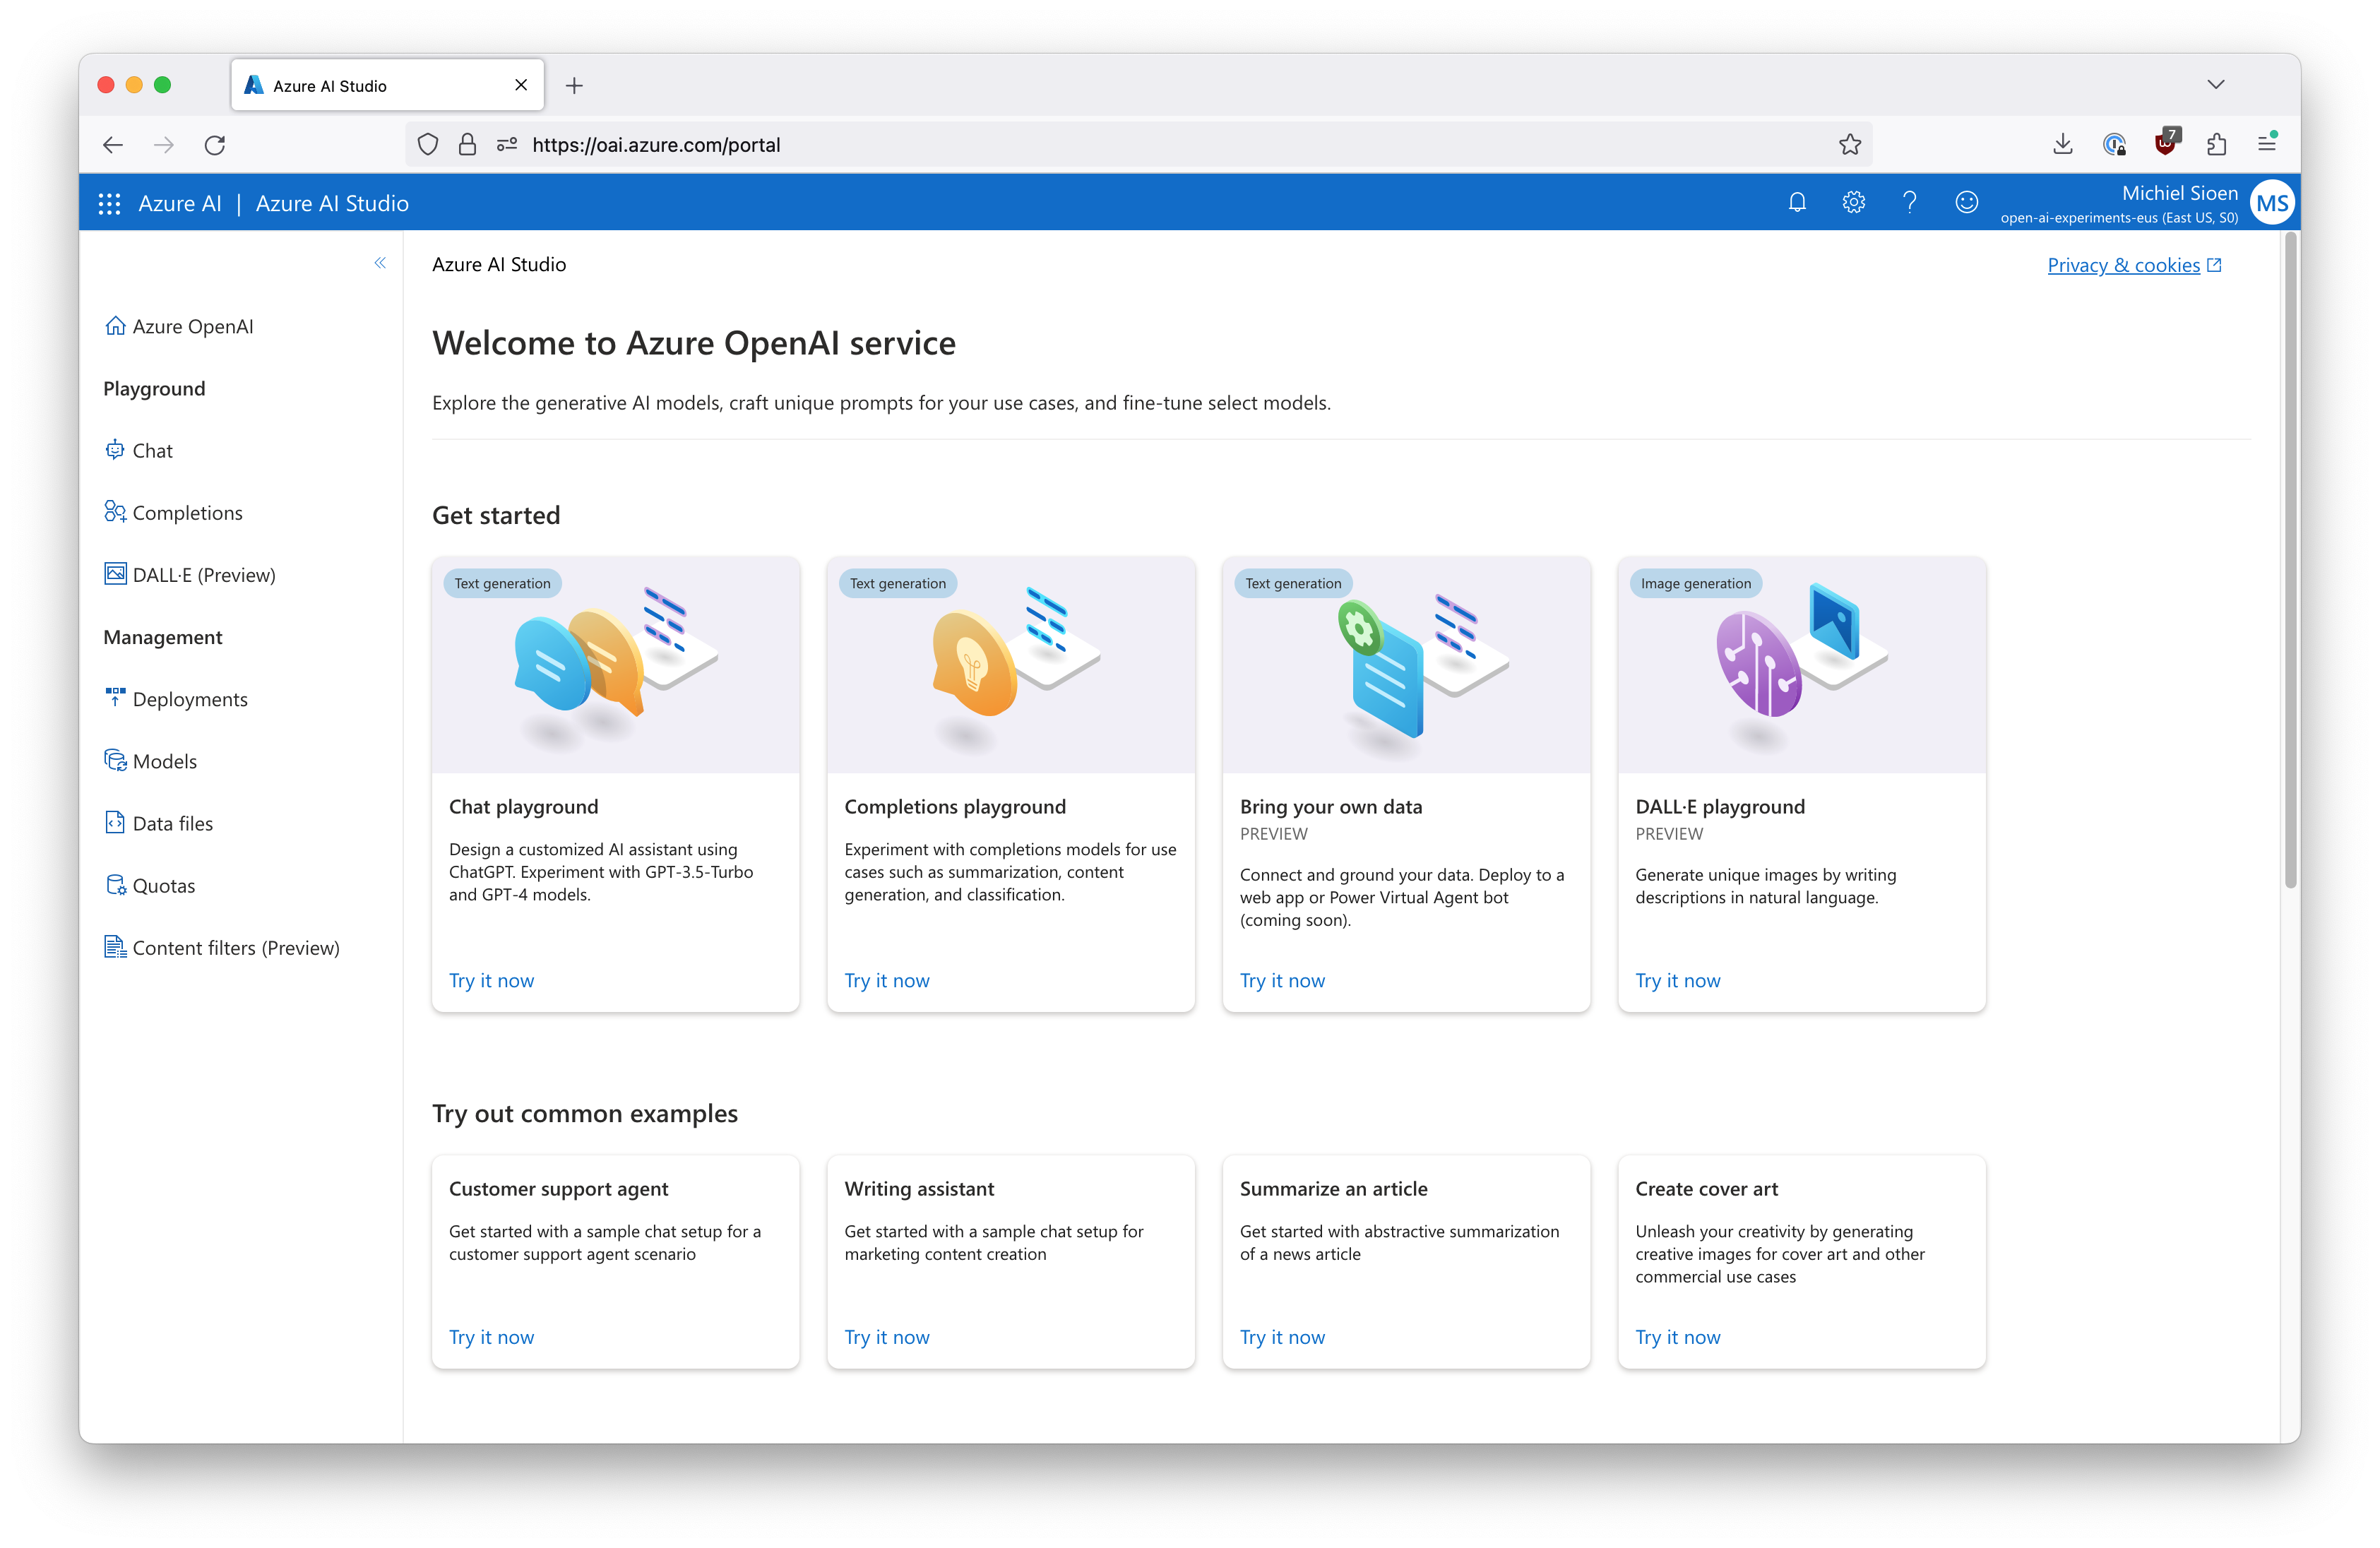 Azure AI Studio
https://oai.azure.com/portal
7
Azure AI | Azure AI Studio
Michiel Sioen
open-ai-experiments-eus (East US, S0)
MS
Azure AI Studio
Privacy & cookies
Azure OpenAI
Playground
Chat
Completions
DALL·E (Preview)
Management
Deployments
Models
Data files
Quotas
Content filters (Preview)
Welcome to Azure OpenAI service
Explore the generative AI models, craft unique prompts for your use cases, and fine-tune select models.
Get started
Text generation
Chat playground
Design a customized AI assistant using
ChatGPT. Experiment with GPT-3.5-Turbo
and GPT-4 models.
Try it now
Text generation
Completions playground
Experiment with completions models for use
cases such as summarization, content
generation, and classification.
Try it now
Text generation
Bring your own data
PREVIEW
Connect and ground your data. Deploy to a
web app or Power Virtual Agent bot
(coming soon).
Try it now
Image generation
DALL·E playground
PREVIEW
Generate unique images by writing
descriptions in natural language.
Try it now
Try out common examples
Customer support agent
Get started with a sample chat setup for a
customer support agent scenario
Try it now
Writing assistant
Get started with a sample chat setup for
marketing content creation
Try it now
Summarize an article
Get started with abstractive summarization
of a news article
Try it now
Create cover art
Unleash your creativity by generating
creative images for cover art and other
commercial use cases
Try it now